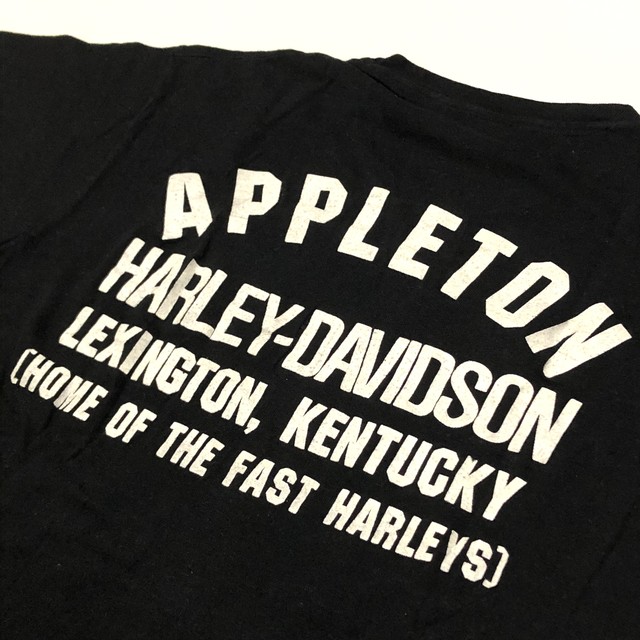 APPLETON
HARLEY-DAVIDSON
LEXINGTON, KENTUCKY
(HOME OF THE FAST HARLEYS)